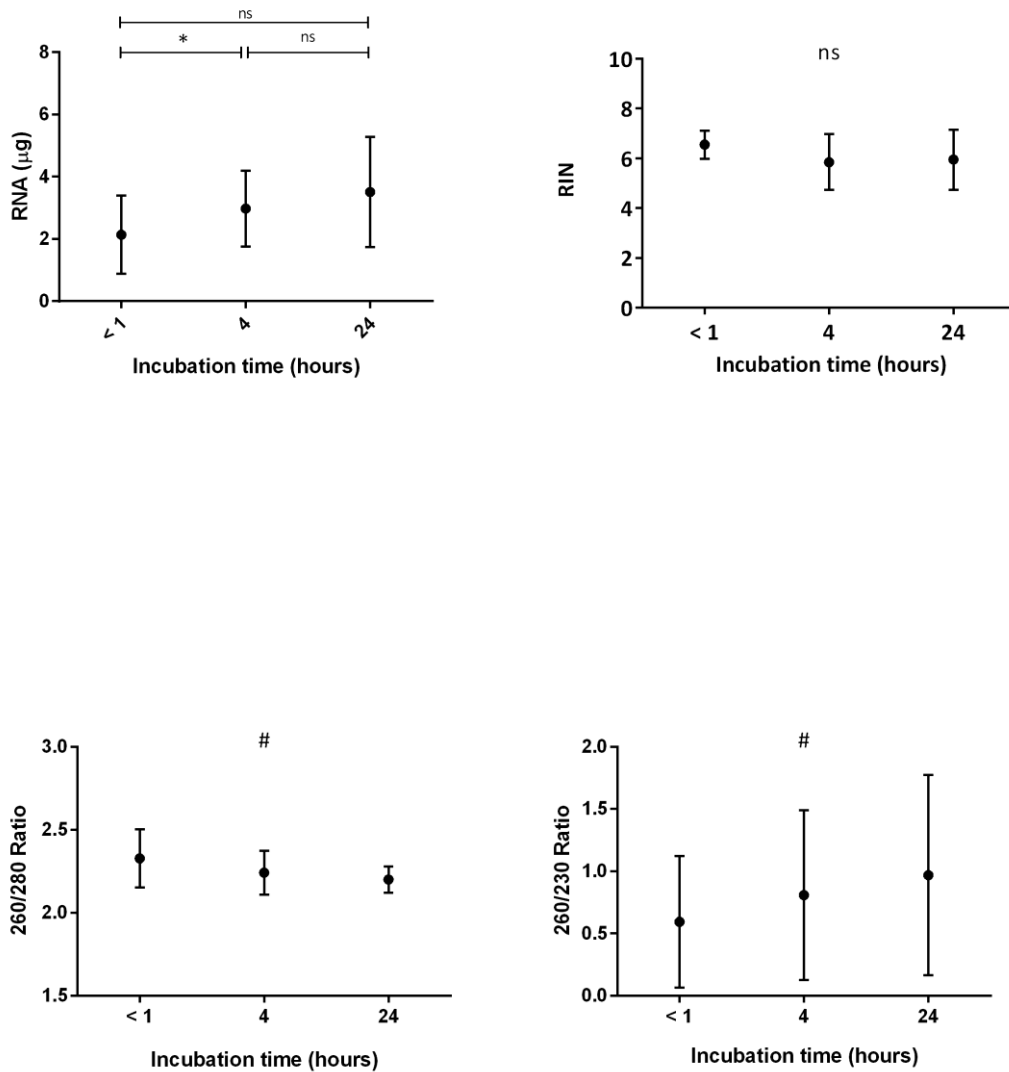 ns
* ns
8
6
4
2
0
RNA (μg)
< 1 4 24
Incubation time (hours)
ns
10
8
6
4
2
0
RIN
< 1 4 24
Incubation time (hours)
#
3.0
2.5
2.0
1.5
260/280 Ratio
< 1 4 24
Incubation time (hours)
#
2.0
1.5
1.0
0.5
0.0
260/230 Ratio
< 1 4 24
Incubation time (hours)